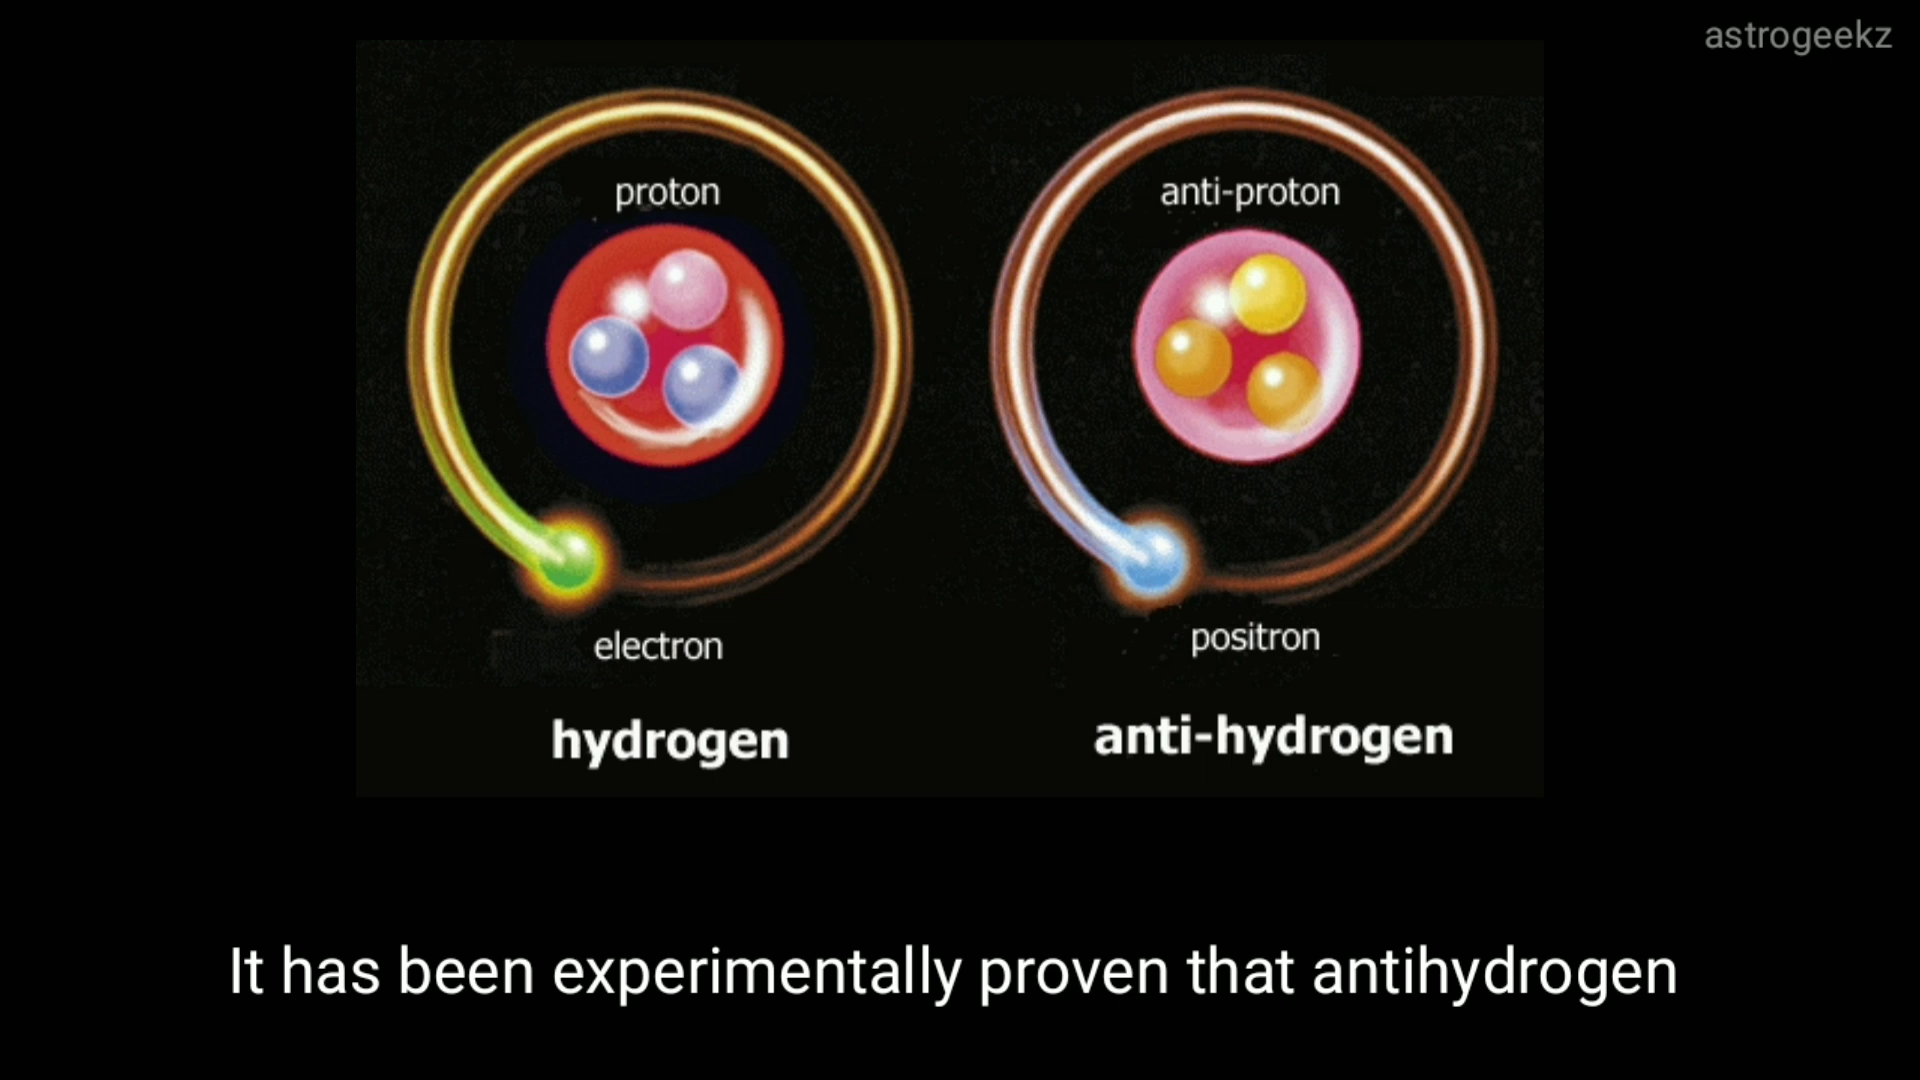 astrogeekz
proton
anti-proton
electron
positron
hydrogen
anti-hydrogen
It has been experimentally proven that antihydrogen